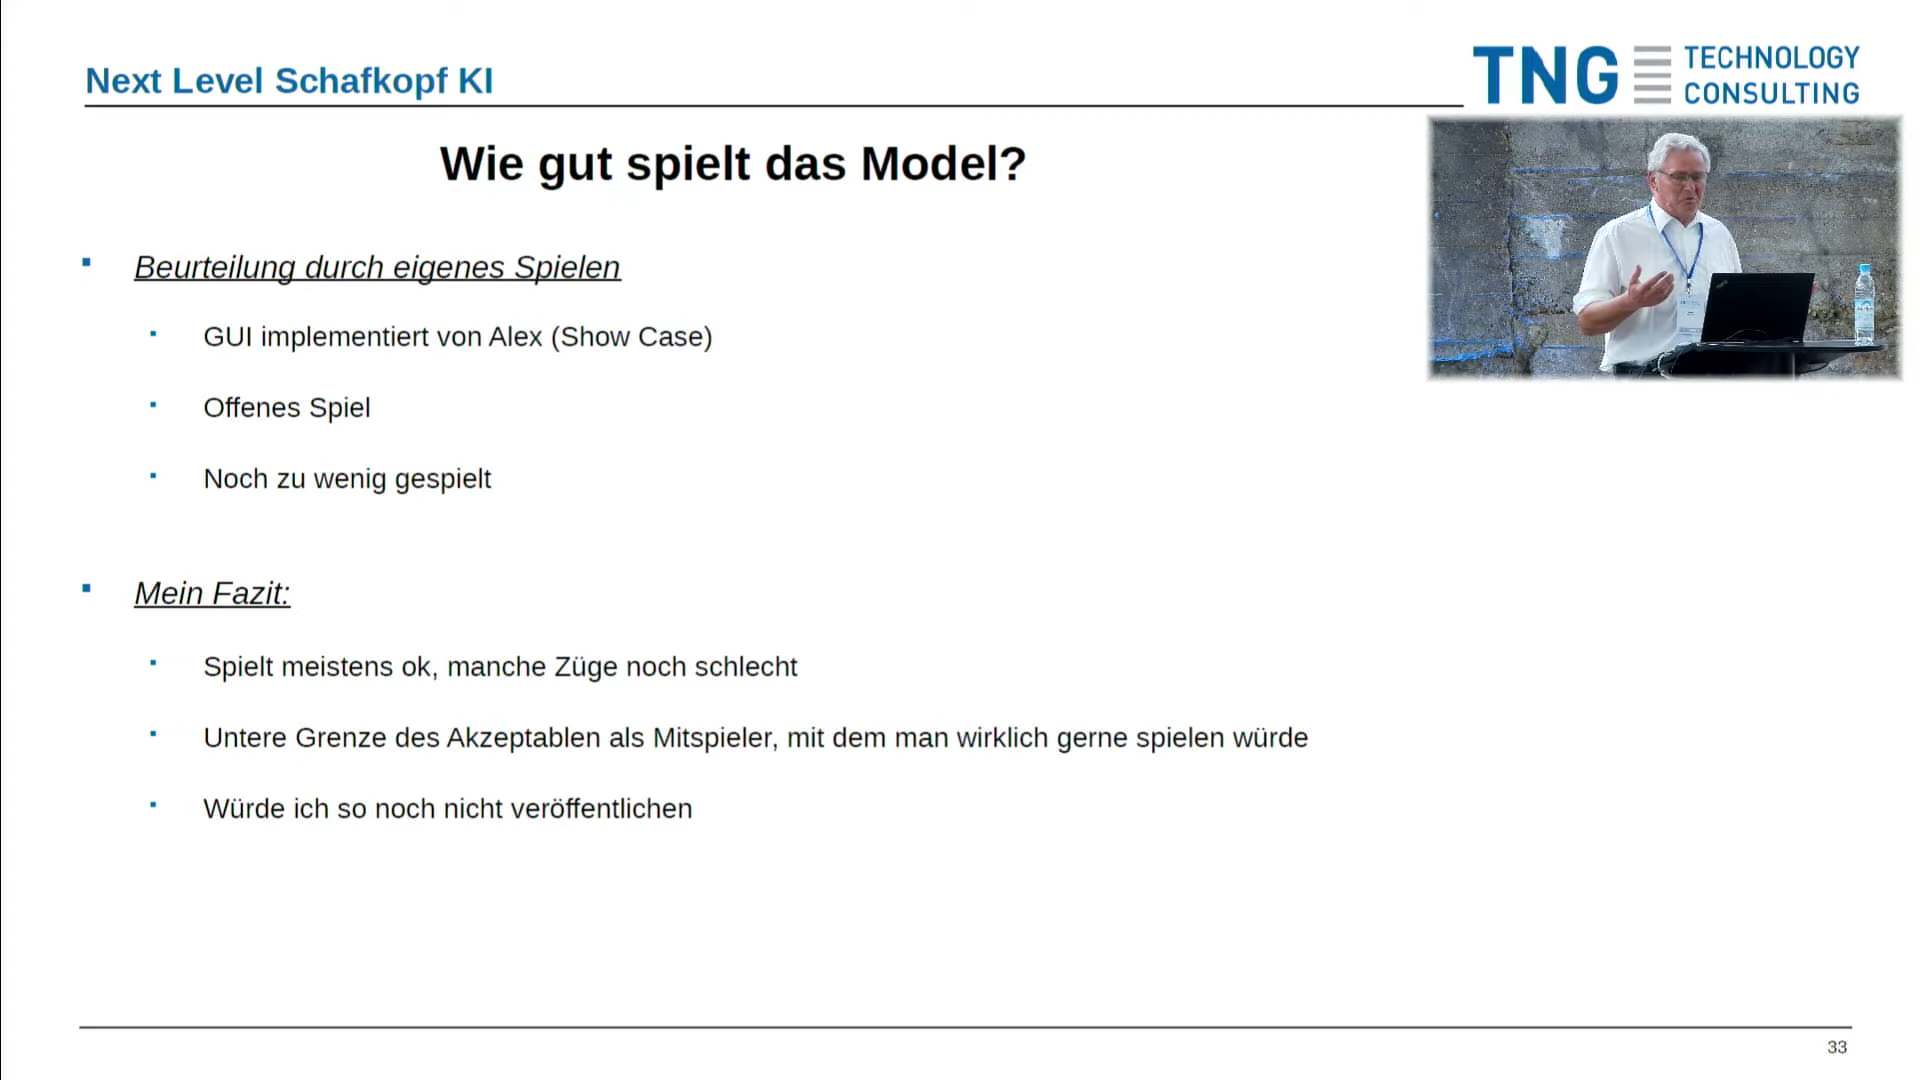 Next Level Schafkopf KI
TNG TECHNOLOGY
CONSULTING
Wie gut spielt das Model?
Beurteilung durch eigenes Spielen
GUI implementiert von Alex (Show Case)
Offenes Spiel
Noch zu wenig gespielt
Mein Fazit:
Spielt meistens ok, manche Züge noch schlecht
Untere Grenze des Akzeptablen als Mitspieler, mit dem man wirklich gerne spielen würde
Würde ich so noch nicht veröffentlichen
33